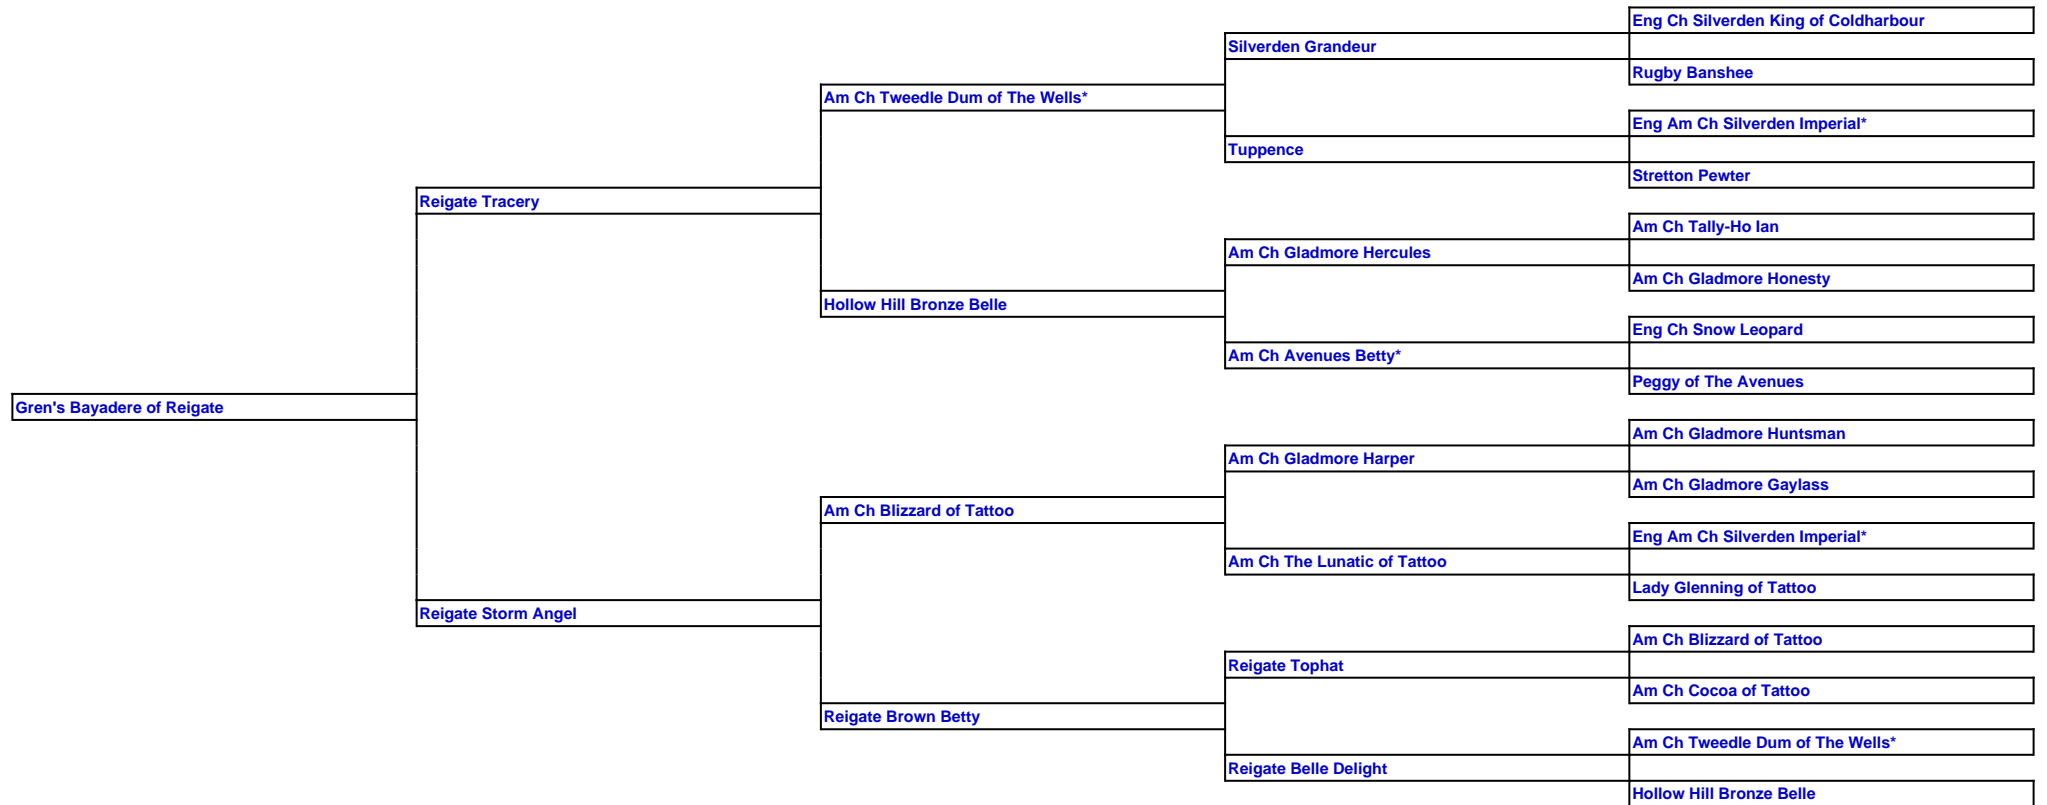 Eng Ch Silverden King of Coldharbour
Silverden Grandeur
Rugby Banshee
Am Ch Tweedle Dum of The Wells*
Eng Am Ch Silverden Imperial*
Tuppence
Stretton Pewter
Reigate Tracery
Am Ch Tally-Ho Ian
Am Ch Gladmore Hercules
Am Ch Gladmore Honesty
Hollow Hill Bronze Belle
Eng Ch Snow Leopard
Am Ch Avenues Betty*
Peggy of The Avenues
Gren's Bayadere of Reigate
Am Ch Gladmore Huntsman
Am Ch Gladmore Harper
Am Ch Gladmore Gaylass
Am Ch Blizzard of Tattoo
Eng Am Ch Silverden Imperial*
Am Ch The Lunatic of Tattoo
Lady Glenning of Tattoo
Reigate Storm Angel
Am Ch Blizzard of Tattoo
Reigate Tophat
Am Ch Cocoa of Tattoo
Reigate Brown Betty
Am Ch Tweedle Dum of The Wells*
Reigate Belle Delight
Hollow Hill Bronze Belle